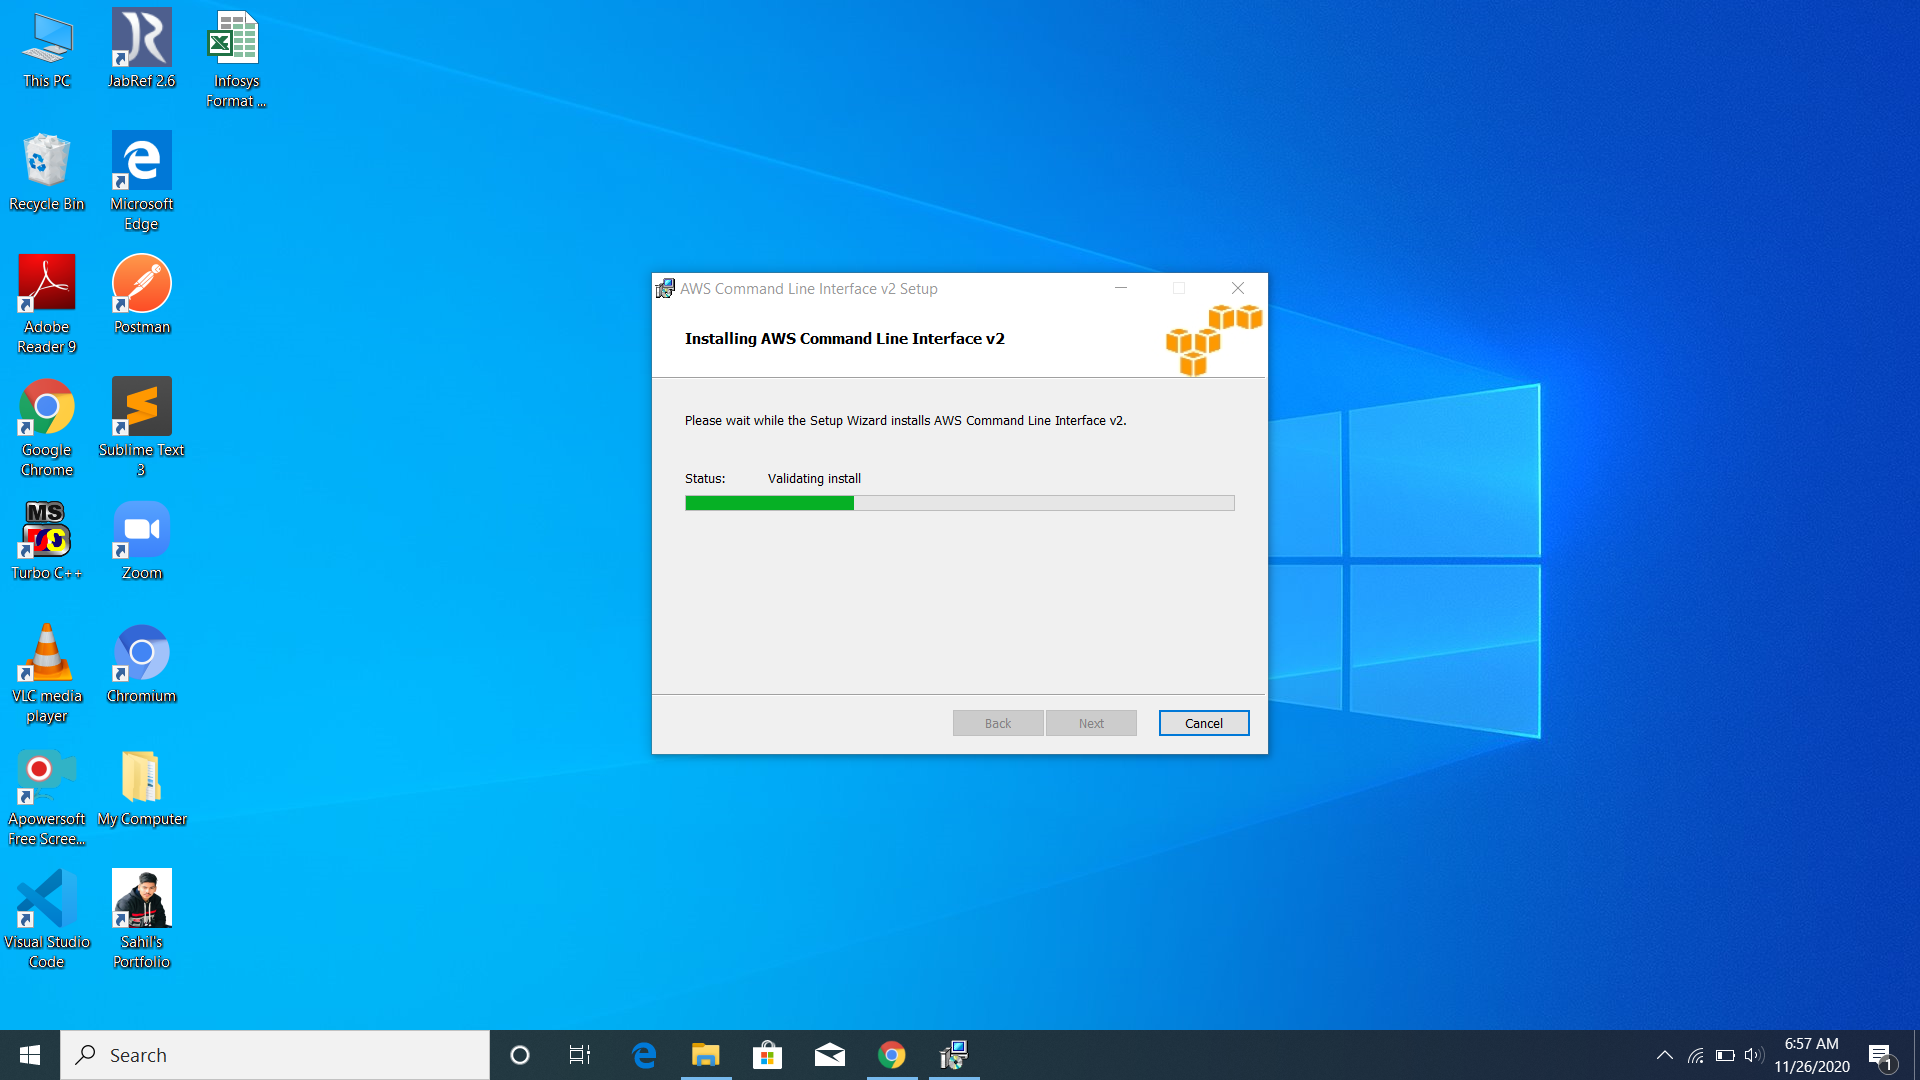 This PC
JabRef 2.6
Infosys
Format ...
Recycle Bin
Microsoft
Edge
Adobe
Reader 9
Postman
Google
Chrome
Sublime Text
3
MS
Turbo C++
Zoom
VLC media
player
Chromium
Apowersoft
Free Scree...
My Computer
Visual Studio
Code
Sahil's
Portfolio
AWS Command Line Interface v2 Setup
Installing AWS Command Line Interface v2
Please wait while the Setup Wizard installs AWS Command Line Interface v2.
Status: Validating install
Back Next Cancel
Search
6:57 AM
11/26/2020
1